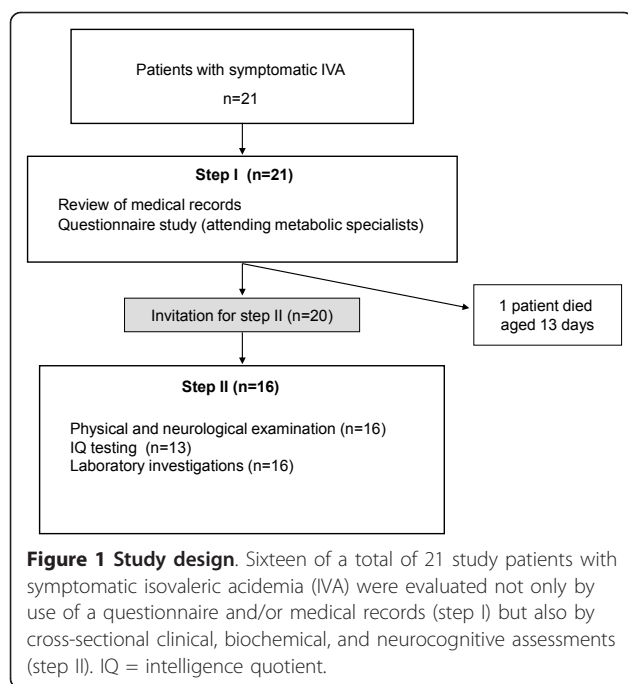 Patients with symptomatic IVA
n=21
Step I (n=21)
Review of medical records
Questionnaire study (attending metabolic specialists)
Invitation for step II (n=20)
1 patient died
aged 13 days
Step II (n=16)
Physical and neurological examination (n=16)
IQ testing (n=13)
Laboratory investigations (n=16)
Figure 1 Study design. Sixteen of a total of 21 study patients with
symptomatic isovaleric acidemia (IVA) were evaluated not only by
use of a questionnaire and/or medical records (step I) but also by
cross-sectional clinical, biochemical, and neurocognitive assessments
(step II). IQ = intelligence quotient.